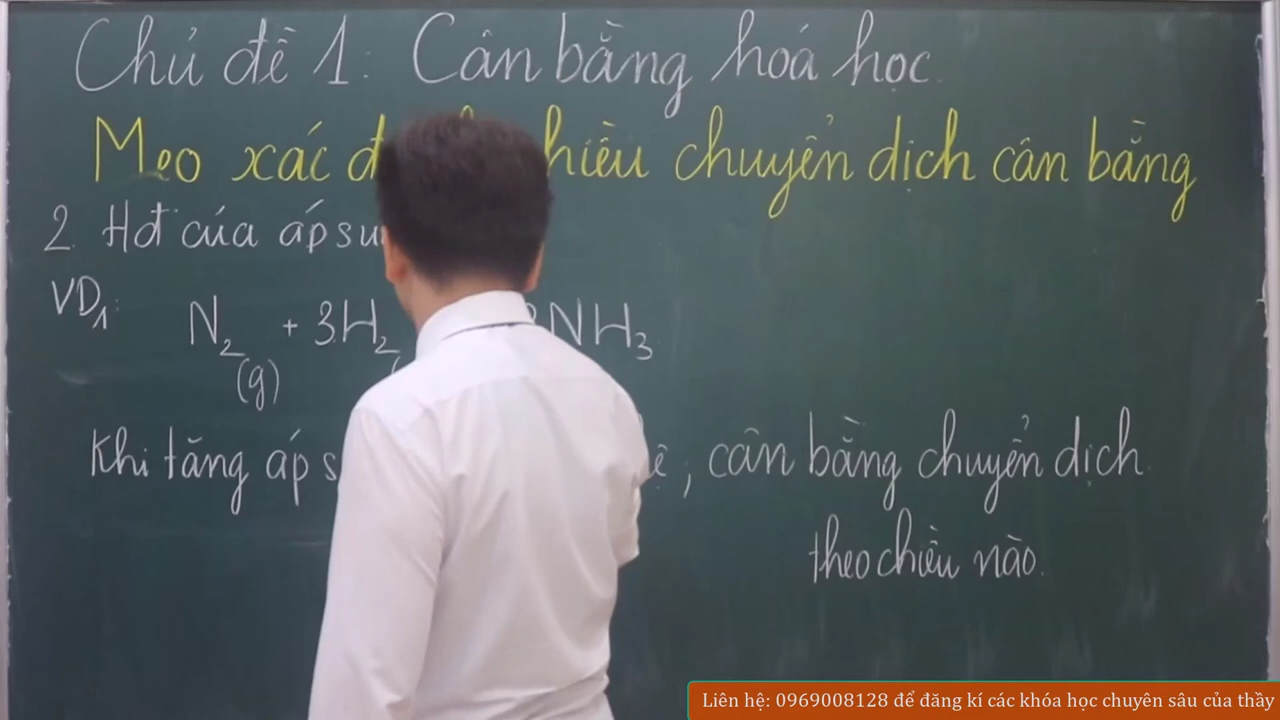 Chủ đề 1: Cân bằng hoá học.
Mẹo xác chiều chuyển dịch cân bằng
2. Hđ của áp
VD1:
N2 + 3H2 NH3
(g)
Khi tăng áp , cân bằng chuyển dịch
theo chiều nào.
Liên hệ: 0969008128 để đăng kí các khóa học chuyên sâu của thầy